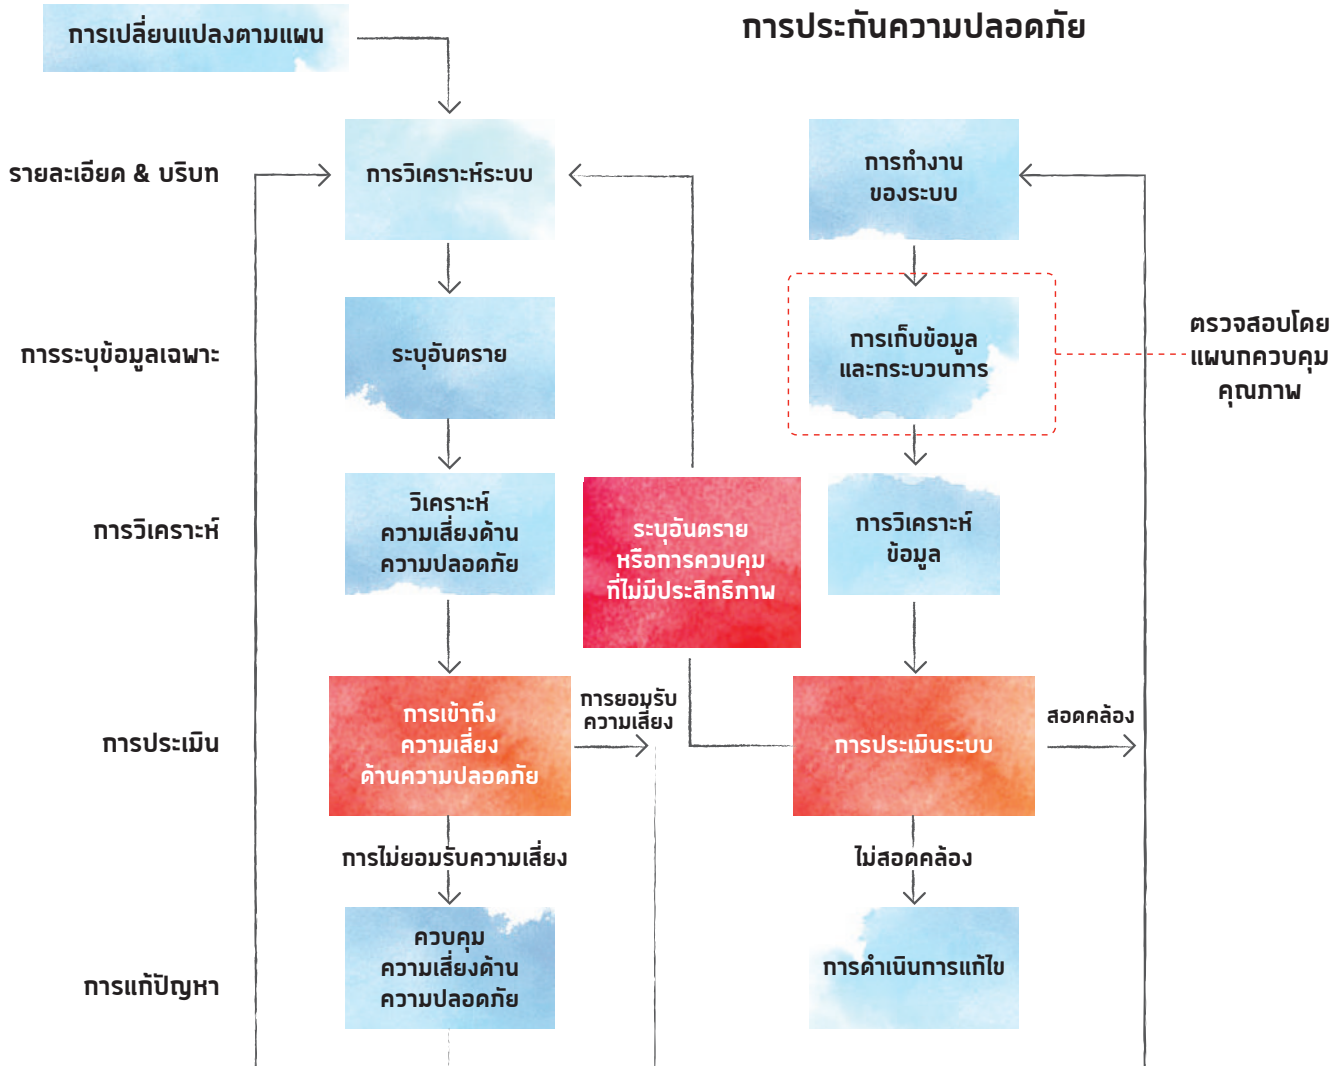 การเปลี่ยนแปลงตามแผน
การประกันความปลอดภัย
รายละเอียด & บริบท
การวิเคราะห์ระบบ
การทำงาน
ของระบบ
การระบุข้อมูลเฉพาะ
ระบุอันตราย
การเก็บข้อมูล
และกระบวนการ
ตรวจสอบโดย
แผนกควบคุม
คุณภาพ
การวิเคราะห์
วิเคราะห์
ความเสี่ยงด้าน
ความปลอดภัย
ระบุอันตราย
หรือการควบคุม
ที่ไม่มีประสิทธิภาพ
การวิเคราะห์
ข้อมูล
การประเมิน
การเข้าถึง
ความเสี่ยง
ด้านความปลอดภัย
การยอมรับ
ความเสี่ยง
การประเมินระบบ
สอดคล้อง
การไม่ยอมรับความเสี่ยง
ไม่สอดคล้อง
การแก้ปัญหา
ควบคุม
ความเสี่ยงด้าน
ความปลอดภัย
การดำเนินการแก้ไข